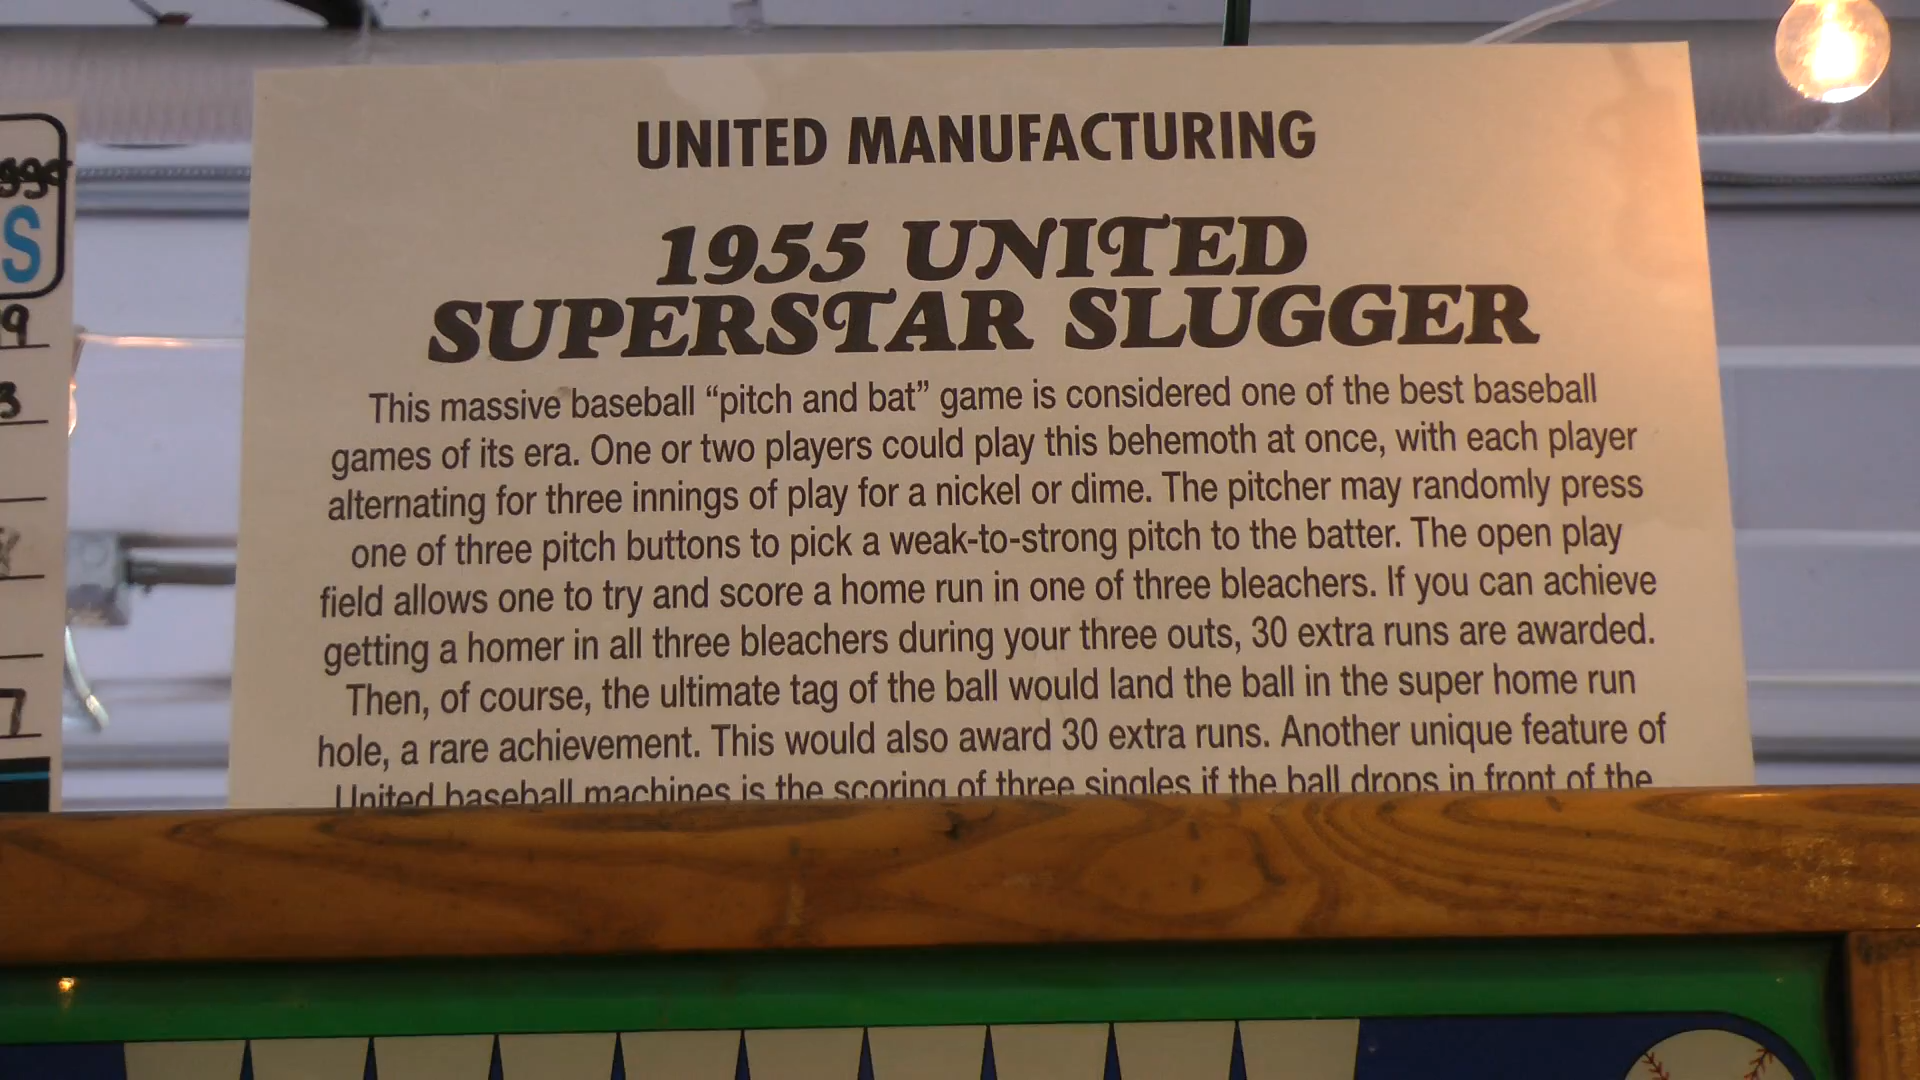 UNITED MANUFACTURING
1955 UNITED
SUPERSTAR SLUGGER
This massive baseball “pitch and bat” game is considered one of the best baseball
games of its era. One or two players could play this behemoth at once, with each player
alternating for three innings of play for a nickel or dime. The pitcher may randomly press
one of three pitch buttons to pick a weak-to-strong pitch to the batter. The open play
field allows one to try and score a home run in one of three bleachers. If you can achieve
getting a homer in all three bleachers during your three outs, 30 extra runs are awarded.
Then, of course, the ultimate tag of the ball would land the ball in the super home run
hole, a rare achievement. This would also award 30 extra runs. Another unique feature of
United baseball machines is the scoring of three singles if the ball drops in front of the
S
9
3
7